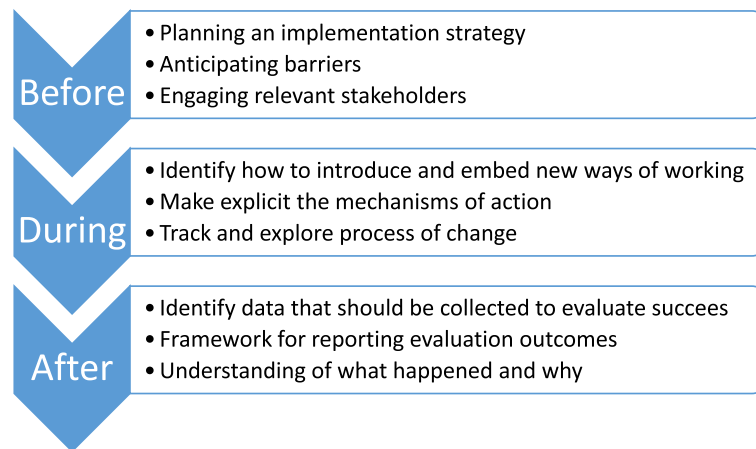 Before
• Planning an implementation strategy
• Anticipating barriers
• Engaging relevant stakeholders
During
• Identify how to introduce and embed new ways of working
• Make explicit the mechanisms of action
• Track and explore process of change
After
• Identify data that should be collected to evaluate succees
• Framework for reporting evaluation outcomes
• Understanding of what happened and why